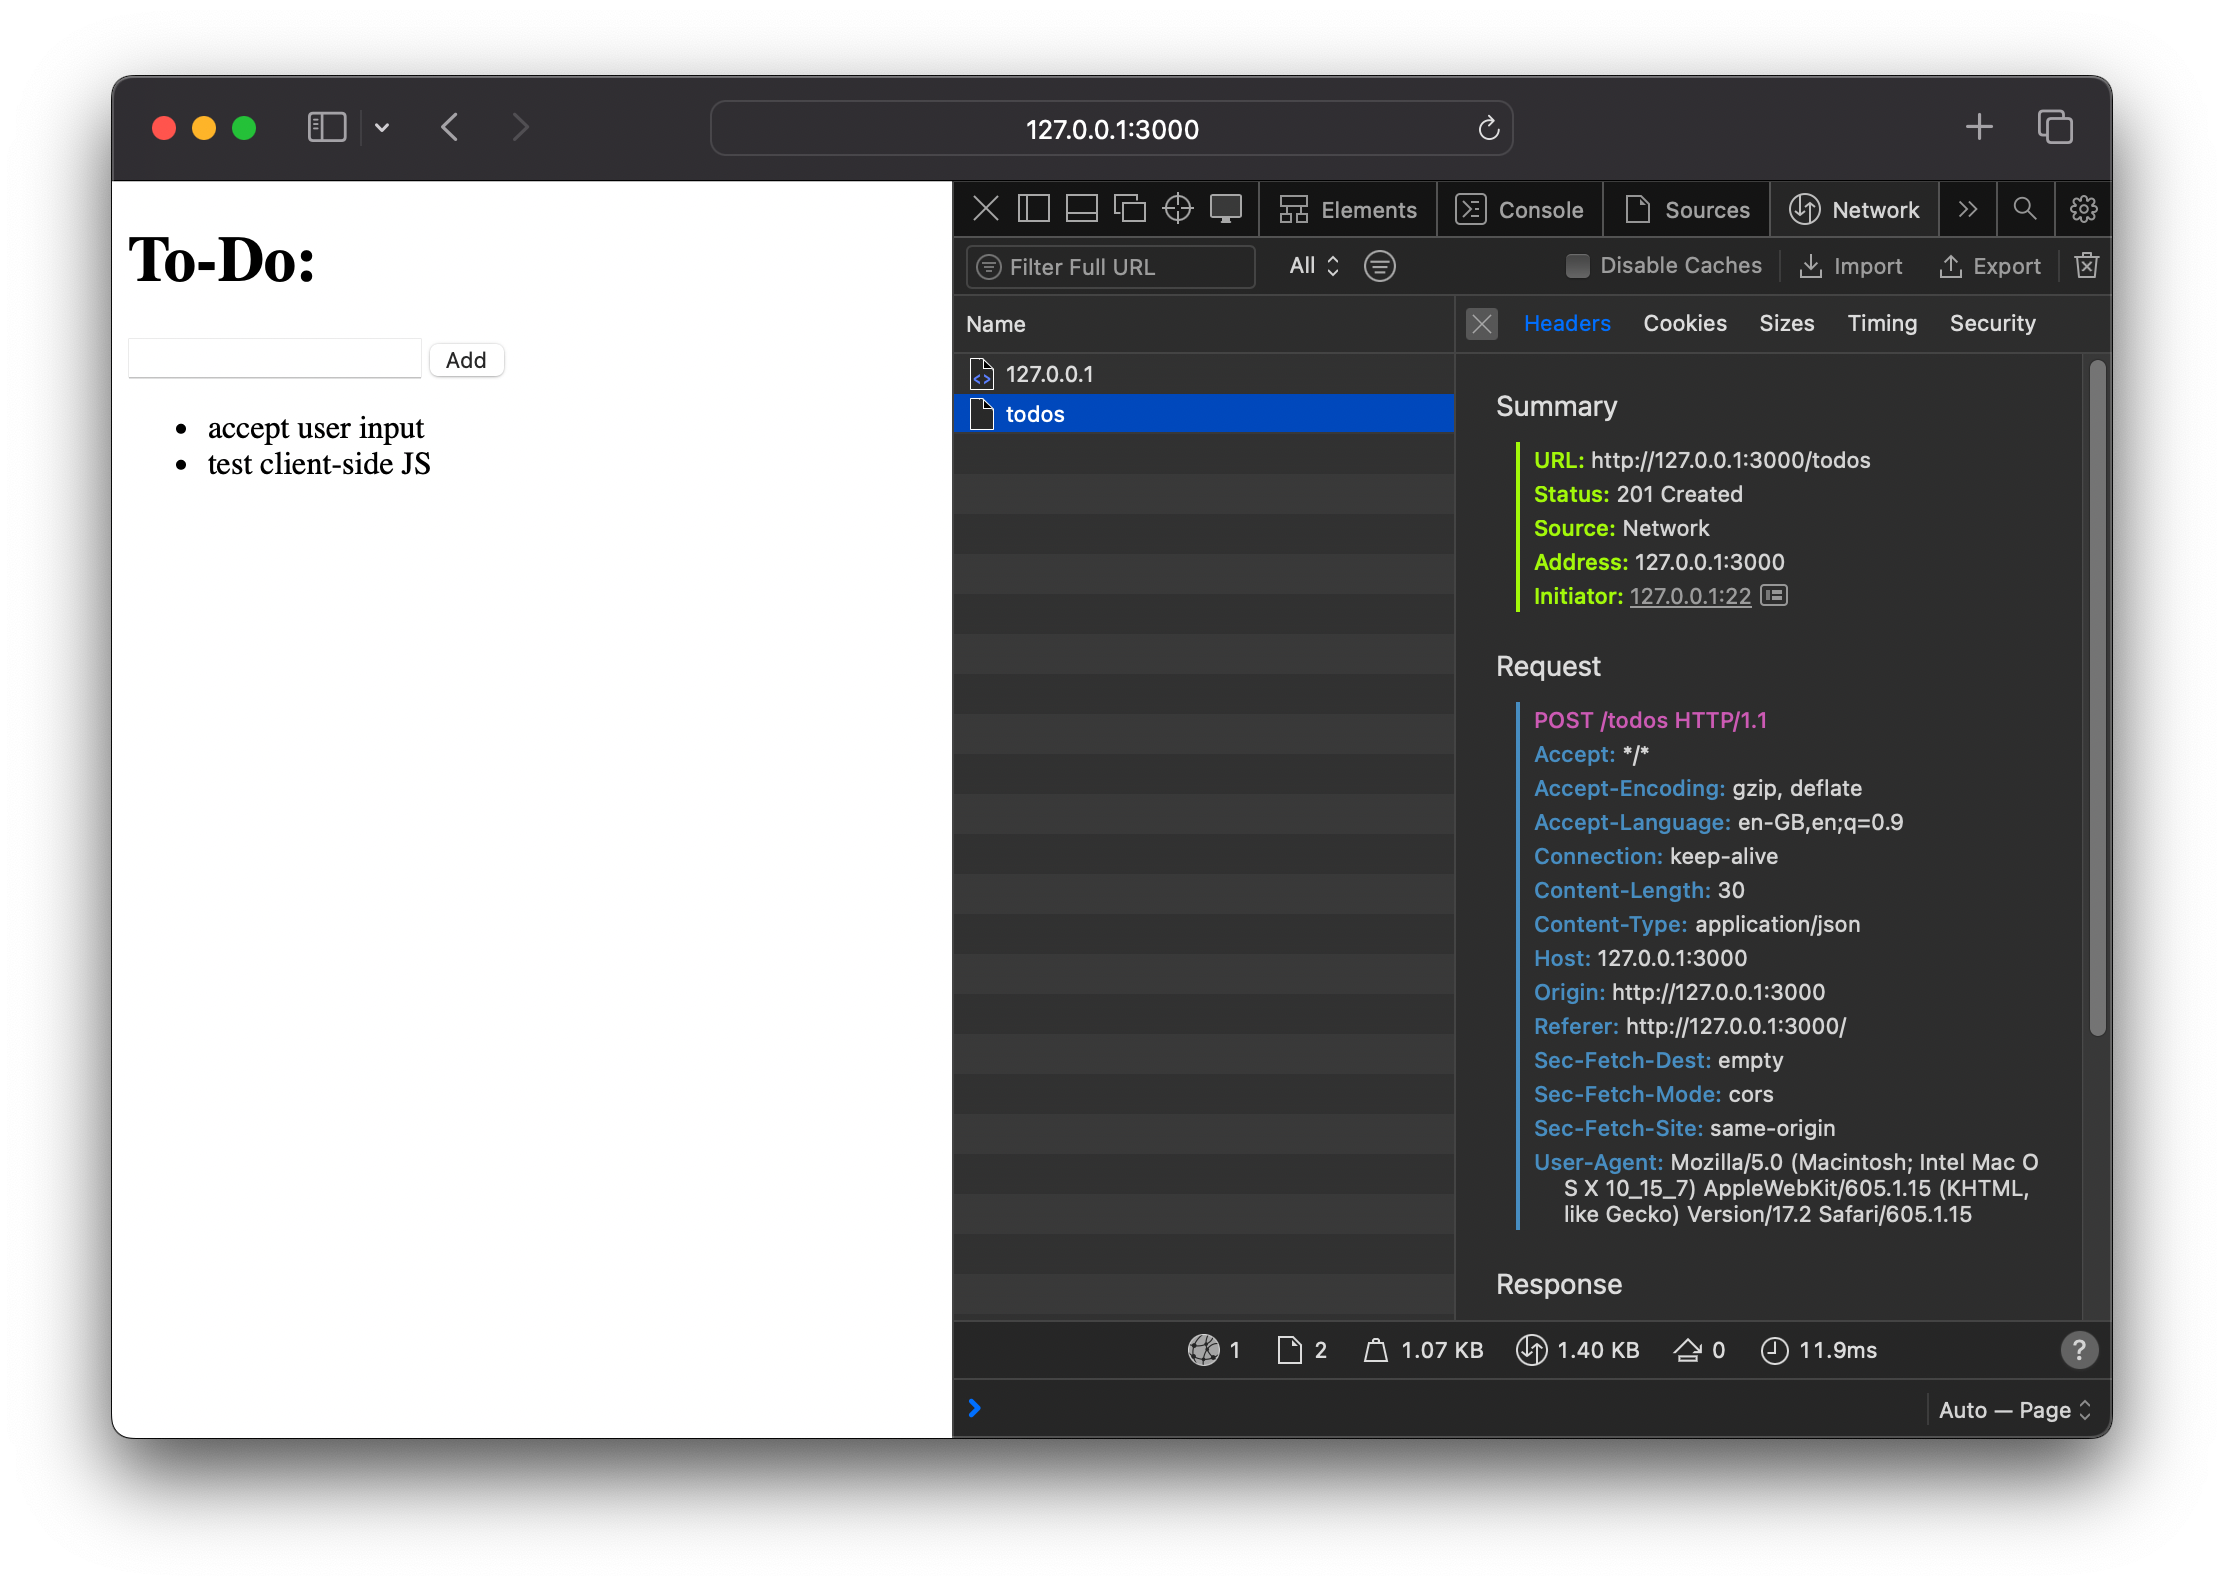 127.0.0.1:3000
To-Do:
Add
accept user input
test client-side JS
Elements
Console
Sources
Network
Filter Full URL
All
Disable Caches
Import
Export
Name
127.0.0.1
todos
Headers
Cookies
Sizes
Timing
Security
Summary
URL: http://127.0.0.1:3000/todos
Status: 201 Created
Source: Network
Address: 127.0.0.1:3000
Initiator: 127.0.0.1:22
Request
POST /todos HTTP/1.1
Accept: */*
Accept-Encoding: gzip, deflate
Accept-Language: en-GB,en;q=0.9
Connection: keep-alive
Content-Length: 30
Content-Type: application/json
Host: 127.0.0.1:3000
Origin: http://127.0.0.1:3000
Referer: http://127.0.0.1:3000/
Sec-Fetch-Dest: empty
Sec-Fetch-Mode: cors
Sec-Fetch-Site: same-origin
User-Agent: Mozilla/5.0 (Macintosh; Intel Mac O
S X 10_15_7) AppleWebKit/605.1.15 (KHTML,
like Gecko) Version/17.2 Safari/605.1.15
Response
1
2
1.07 KB
1.40 KB
0
11.9ms
?
Auto — Page